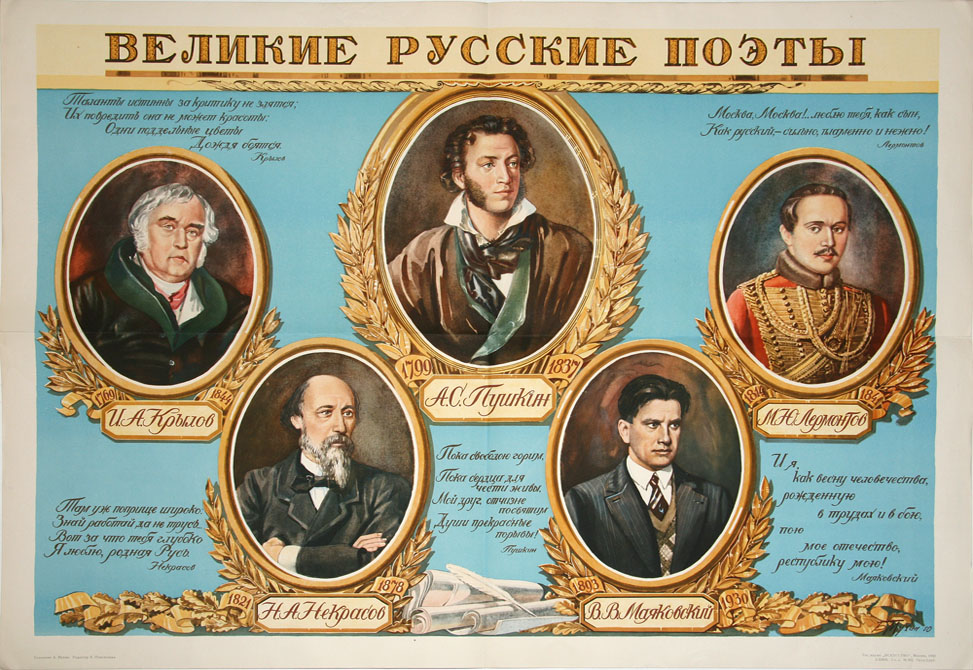 ВЕЛИКИЕ РУССКИЕ ПОЭТЫ
Таланты истинны за критику не злятся;
Их повредить она не может красоты:
Одни поддельные цветы
Дождя боятся.
Крылов
Москва, Москва!.. люблю тебя, как сын,
Как русский,– сильно, пламенно и нежно!
Лермонтов
1769 1844
И.А.Крылов
1799 1837
А.С.Пушкин
1814 1841
М.Ю.Лермонтов
Там уж поприще широко:
Знай работай да не трусь.
Вот за что тебя глубоко
Я люблю, родная Русь.
Некрасов
Пока свободою горим,
Пока сердца для
чести живы,
Мой друг, отчизне
посвятим
Души прекрасные
порывы!
Пушкин
И я,
как весну человечества,
рожденную
в трудах и в бою,
пою
мое отечество,
республику мою!
Маяковский
1821 1878
Н.А.Некрасов
1893 1930
В.В.Маяковский